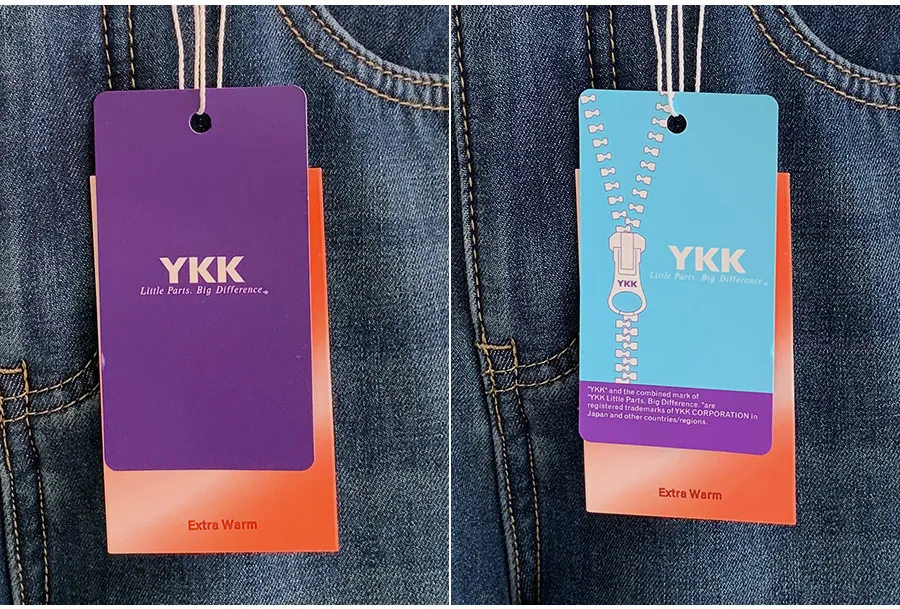 YKK
Little Parts. Big Difference.®
Extra Warm
YKK
Little Parts. Big Difference.®
YKK
"YKK" and the combined mark of
"YKK Little Parts. Big Difference. "are
registered trademarks of YKK CORPORATION in
Japan and other countries/regions.
Extra Warm